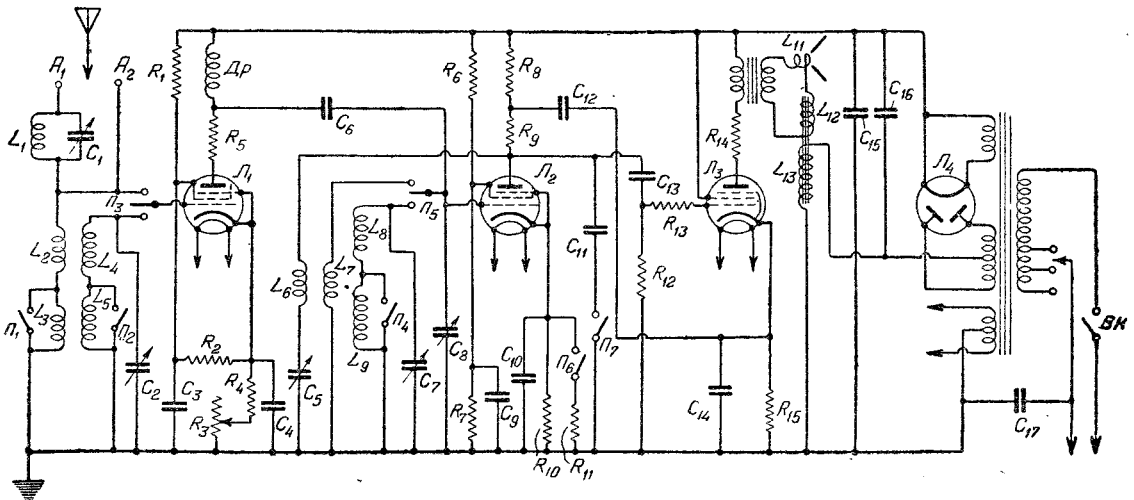 A₁
A₂
L₁
C₁
R₁
ДР
R₅
C₆
R₆
R₈
R₉
C₁₂
R₁₄
L₁₁
L₁₂
L₁₃
C₁₅
C₁₆
Л₁
Л₂
Л₃
Л₄
П₃
П₅
C₁₃
R₁₃
C₁₁
R₁₂
L₂
L₄
L₃
L₅
П₁
П₂
C₂
C₃
R₂
R₄
R₃
C₄
L₆
L₇
L₈
L₉
П₄
C₅
C₇
C₈
R₇
C₉
C₁₀
П₆
П₇
R₁₀
R₁₁
C₁₄
R₁₅
C₁₇
ВК